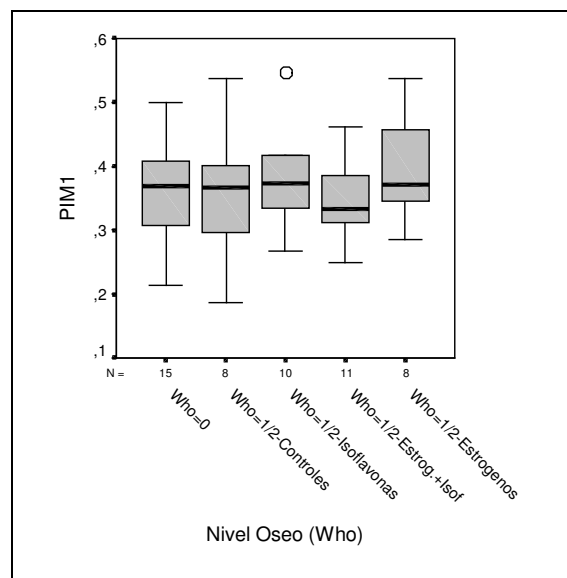 ,6
,5
,4
,3
,2
,1
PIM1
N = 15 8 10 11 8
Who=0
Who=1/2-Controles
Who=1/2-Isoflavonas
Who=1/2-Estrog.+Isof
Who=1/2-Estrogenos
Nivel Oseo (Who)